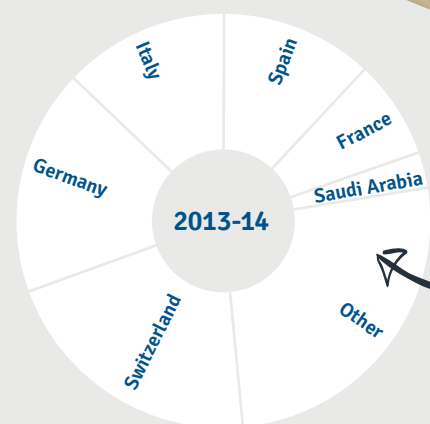 Italy
Spain
France
Germany
Saudi Arabia
2013-14
Switzerland
Other